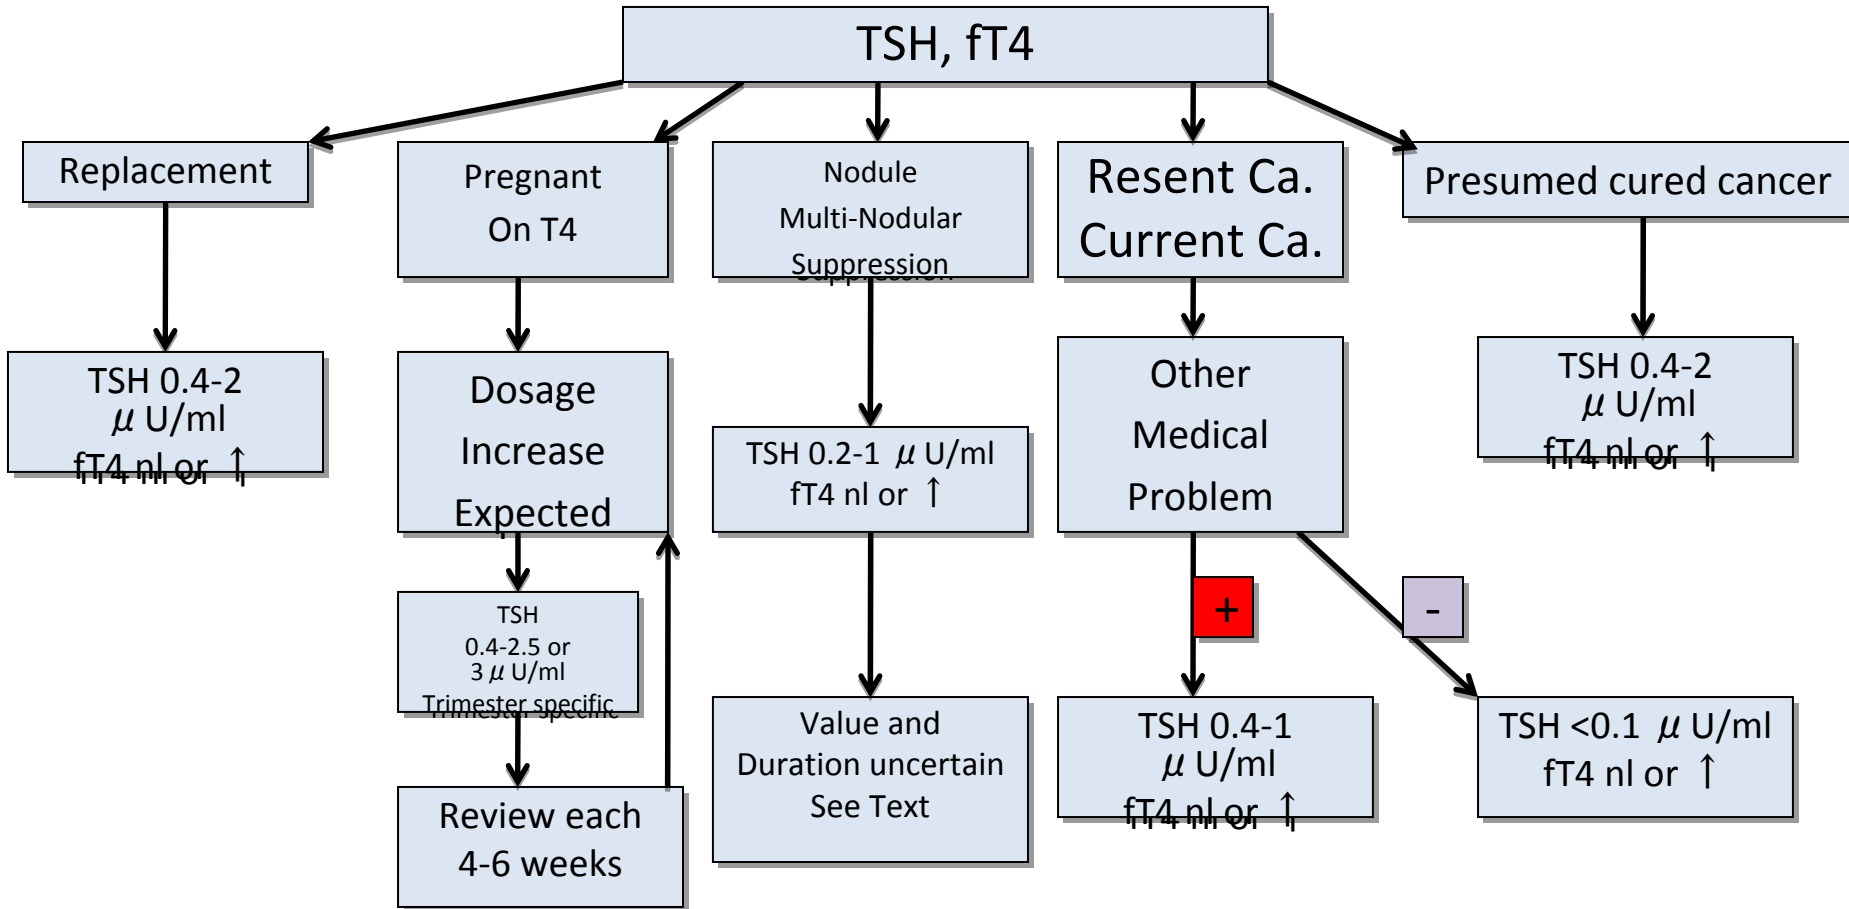 TSH, fT4
Replacement
Pregnant
On T4
Nodule
Multi-Nodular
Suppression
Resent Ca.
Current Ca.
Presumed cured cancer
TSH 0.4-2
μ U/ml
fT4 nl or ↑
Dosage
Increase
Expected
TSH 0.2-1 μ U/ml
fT4 nl or ↑
Other
Medical
Problem
TSH 0.4-2
μ U/ml
fT4 nl or ↑
+
-
TSH
0.4-2.5 or
3 μ U/ml
Trimester specific
Review each
4-6 weeks
Value and
Duration uncertain
See Text
TSH 0.4-1
μ U/ml
fT4 nl or ↑
TSH <0.1 μ U/ml
fT4 nl or ↑